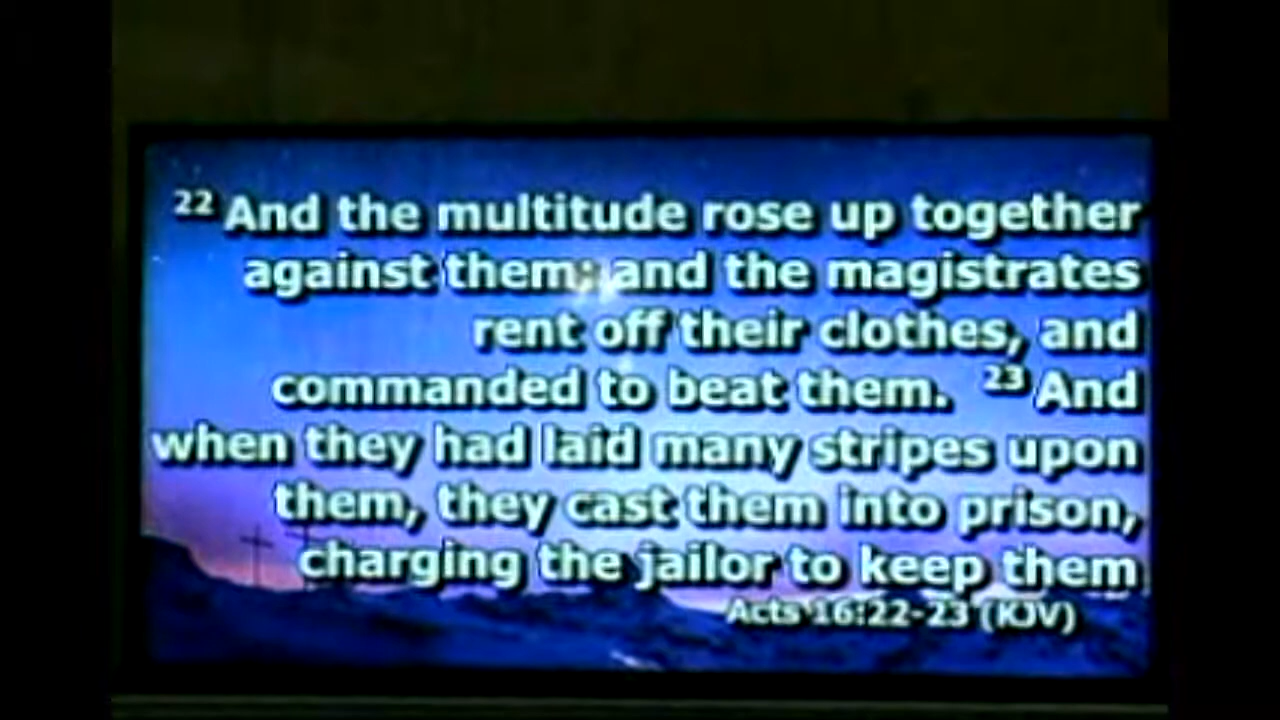 22 And the multitude rose up together
against them; and the magistrates
rent off their clothes, and
commanded to beat them. 23 And
when they had laid many stripes upon
them, they cast them into prison,
charging the jailor to keep them
Acts 16:22-23 (KJV)